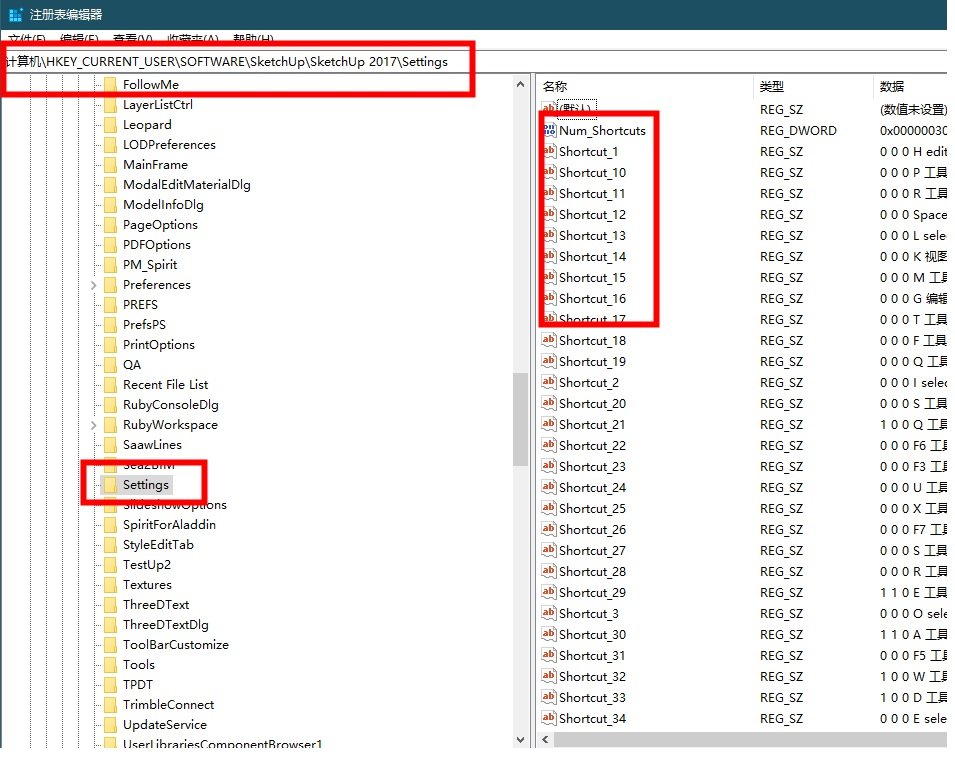 注册表编辑器
文件(F) 编辑(E) 查看(V) 收藏夹(A) 帮助(H)
计算机\HKEY_CURRENT_USER\SOFTWARE\SketchUp\SketchUp 2017\Settings
FollowMe
LayerListCtrl
Leopard
LODPreferences
MainFrame
ModalEditMaterialDlg
ModelInfoDlg
PageOptions
PDFOptions
PM_Spirit
Preferences
PREFS
PrefsPS
PrintOptions
QA
Recent File List
RubyConsoleDlg
RubyWorkspace
SaawLines
Sea2BIM
Settings
SlideshowOptions
SpiritForAladdin
StyleEditTab
TestUp2
Textures
ThreeDText
ThreeDTextDlg
ToolBarCustomize
Tools
TPDT
TrimbleConnect
UpdateService
UserLibrariesComponentBrowser1
名称 类型 数据
(默认) REG_SZ (数值未设置)
Num_Shortcuts REG_DWORD 0x00000030
Shortcut_1 REG_SZ 0 0 0 H edit
Shortcut_10 REG_SZ 0 0 0 P 工具
Shortcut_11 REG_SZ 0 0 0 R 工具
Shortcut_12 REG_SZ 0 0 0 Space
Shortcut_13 REG_SZ 0 0 0 L sele
Shortcut_14 REG_SZ 0 0 0 K 视图
Shortcut_15 REG_SZ 0 0 0 M 工具
Shortcut_16 REG_SZ 0 0 0 G 编辑
Shortcut_17 REG_SZ 0 0 0 T 工具
Shortcut_18 REG_SZ 0 0 0 F 工具
Shortcut_19 REG_SZ 0 0 0 Q 工具
Shortcut_2 REG_SZ 0 0 0 I selec
Shortcut_20 REG_SZ 0 0 0 S 工具
Shortcut_21 REG_SZ 1 0 0 Q 工具
Shortcut_22 REG_SZ 0 0 0 F6 工具
Shortcut_23 REG_SZ 0 0 0 F3 工具
Shortcut_24 REG_SZ 0 0 0 U 工具
Shortcut_25 REG_SZ 0 0 0 X 工具
Shortcut_26 REG_SZ 0 0 0 F7 工具
Shortcut_27 REG_SZ 0 0 0 S 工具
Shortcut_28 REG_SZ 0 0 0 R 工具
Shortcut_29 REG_SZ 1 1 0 E 工具
Shortcut_3 REG_SZ 0 0 0 O sele
Shortcut_30 REG_SZ 1 1 0 A 工具
Shortcut_31 REG_SZ 0 0 0 F5 工具
Shortcut_32 REG_SZ 1 0 0 W 工具
Shortcut_33 REG_SZ 1 0 0 D 工具
Shortcut_34 REG_SZ 0 0 0 E sele